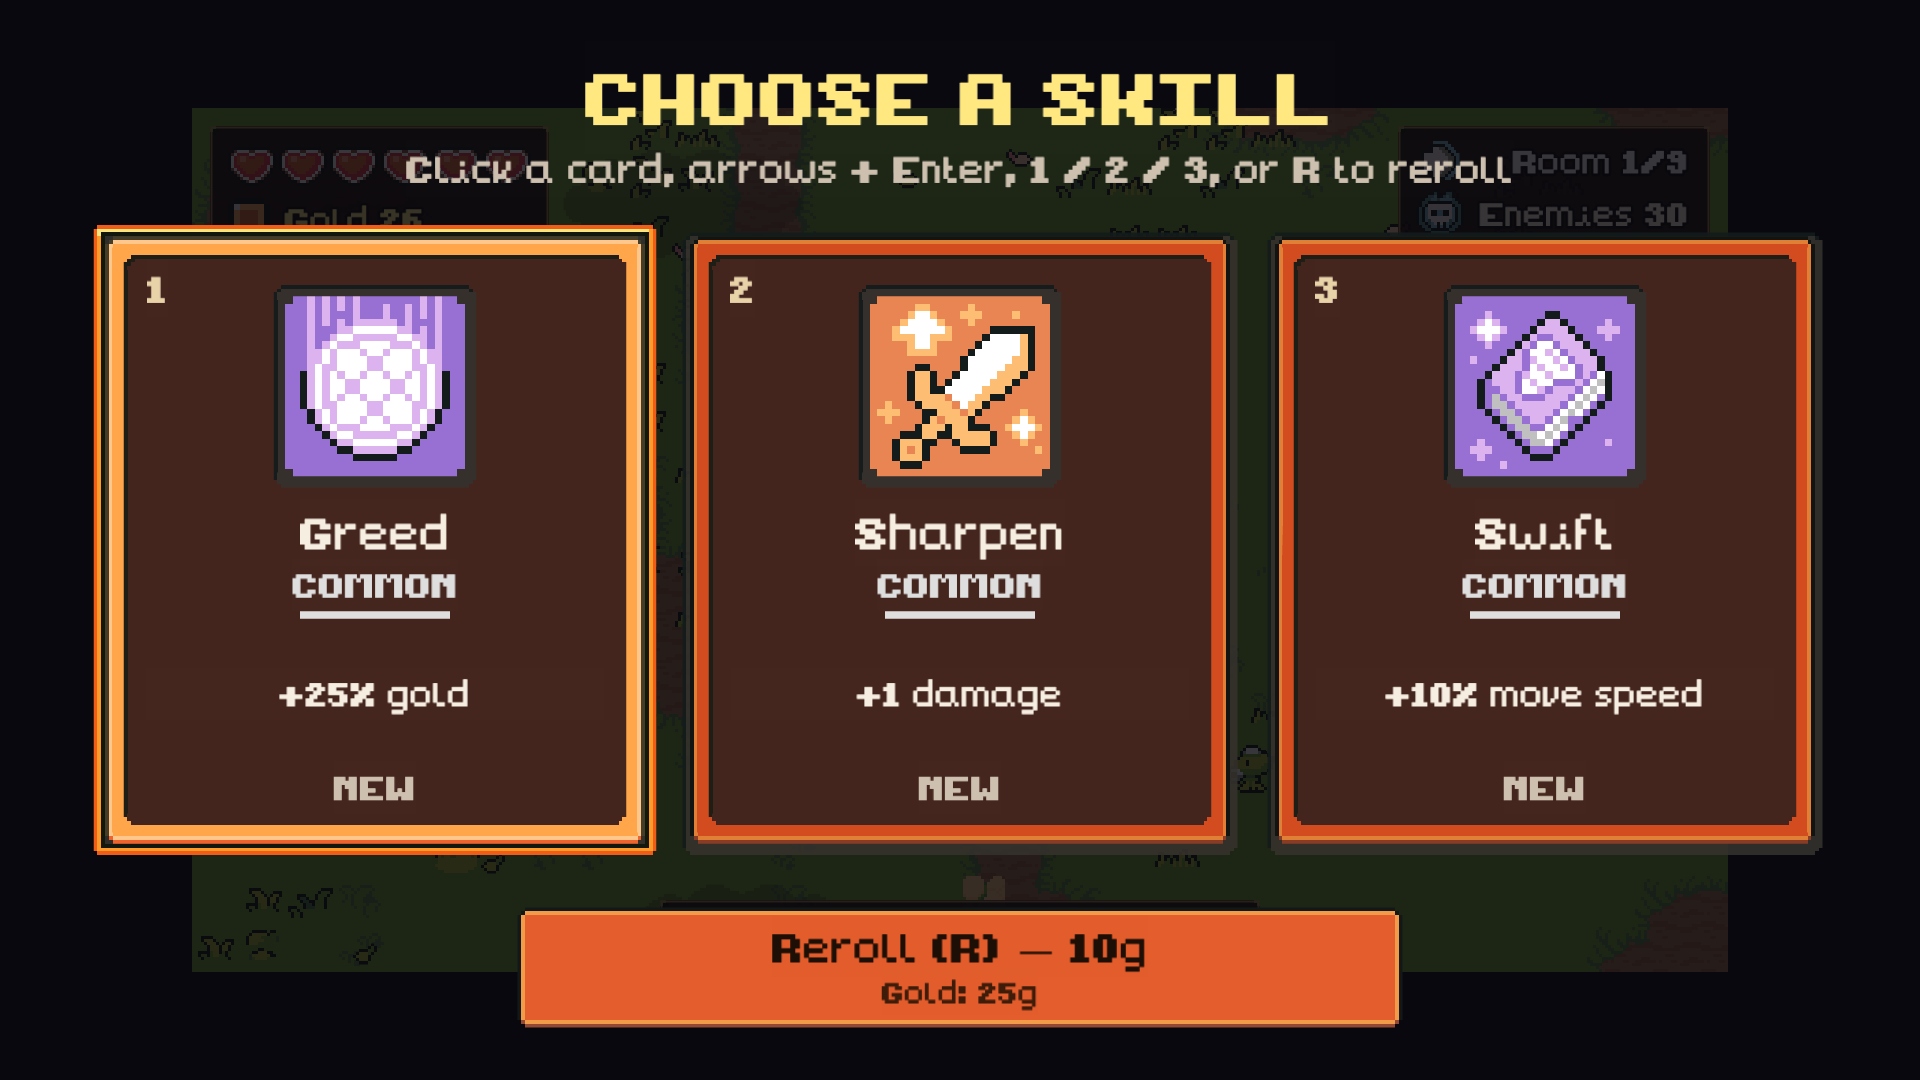 CHOOSE A SKILL
Click a card, arrows + Enter, 1 / 2 / 3, or R to reroll
Room 1/9
Gold 26
Enemies 30
1
Greed
COMMON
+25% gold
NEW
2
Sharpen
COMMON
+1 damage
NEW
3
Swift
COMMON
+10% move speed
NEW
Reroll (R) — 10g
Gold: 25g